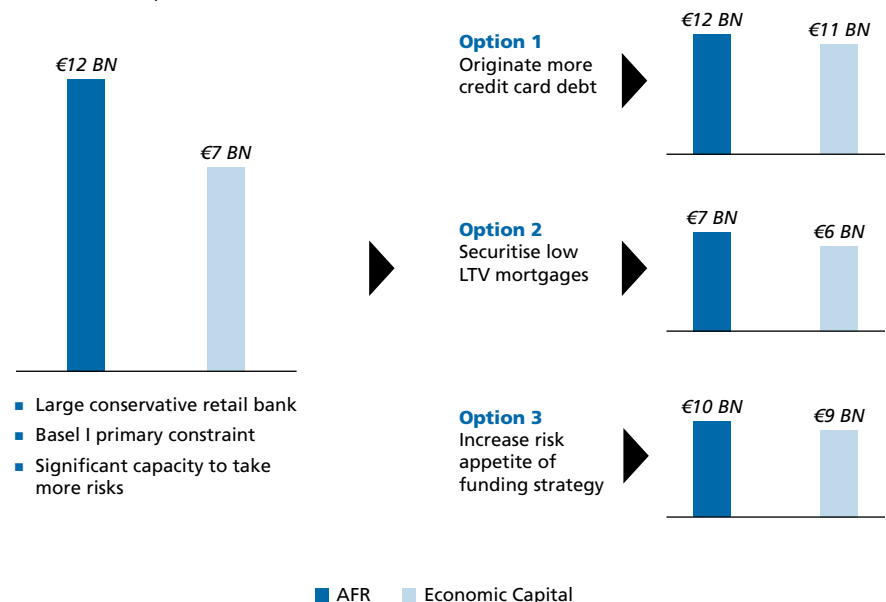 €12 BN
€7 BN
Large conservative retail bank
Basel I primary constraint
Significant capacity to take
more risks
Option 1
Originate more
credit card debt
€12 BN
€11 BN
Option 2
Securitise low
LTV mortgages
€7 BN
€6 BN
Option 3
Increase risk
appetite of
funding strategy
€10 BN
€9 BN
AFR
Economic Capital